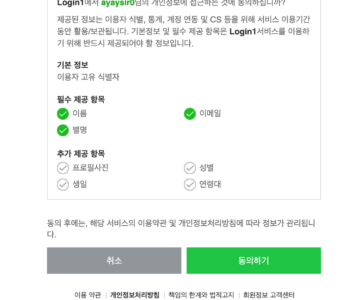 Login1에서 ayaysir0님의 개인정보에 접근하는 것에 동의하십니까?
제공된 정보는 이용자 식별, 통계, 계정 연동 및 CS 등을 위해 서비스 이용기간
동안 활용/보관됩니다. 기본정보 및 필수 제공 항목은 Login1서비스를 이용하
기 위해 반드시 제공되어야 할 정보입니다.
기본 정보
이용자 고유 식별자
필수 제공 항목
이름
이메일
별명
추가 제공 항목
프로필사진
성별
생일
연령대
동의 후에는, 해당 서비스의 이용약관 및 개인정보처리방침에 따라 정보가 관리됩니
다.
취소
동의하기
이용 약관 | 개인정보처리방침 | 책임의 한계와 법적고지 | 회원정보 고객센터